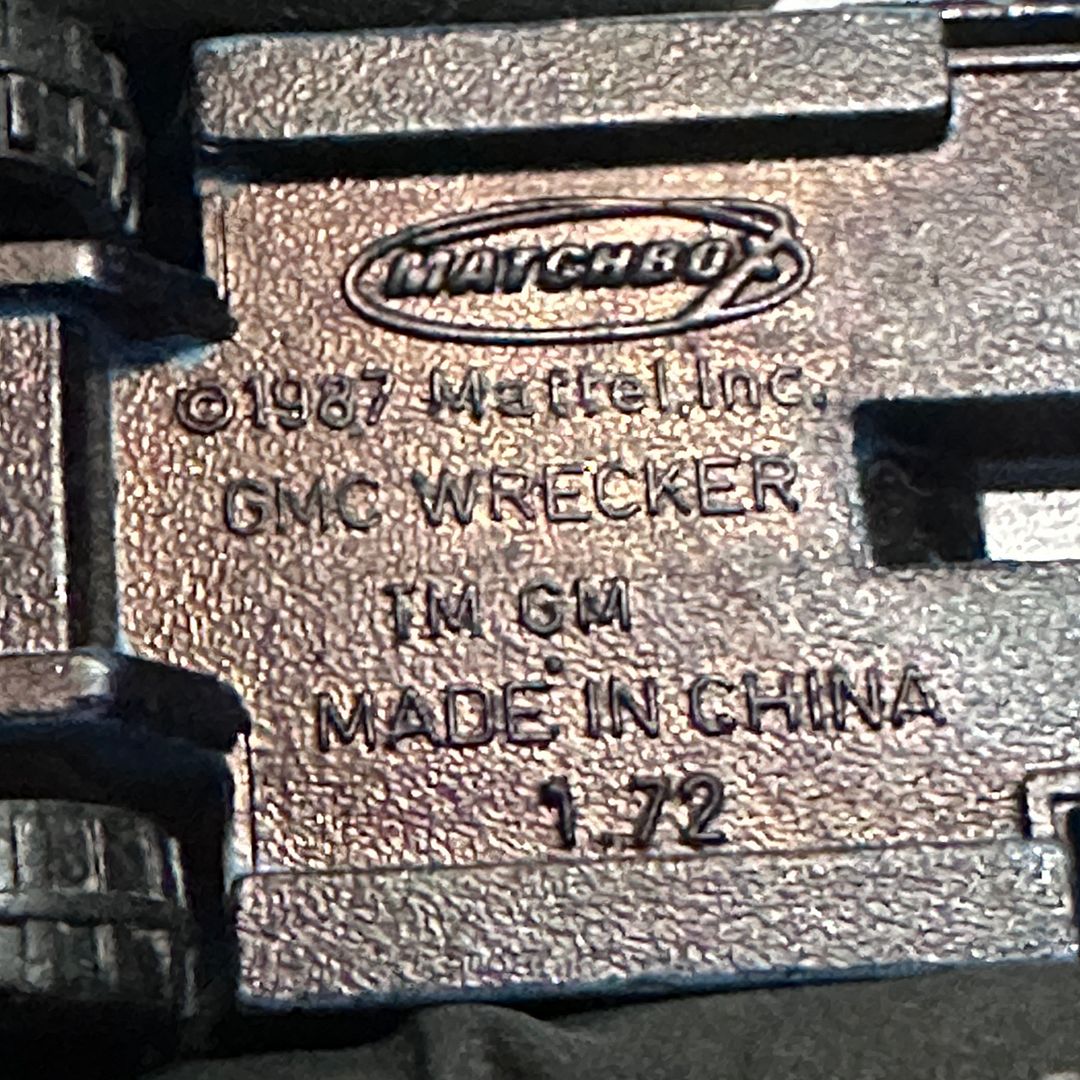 MATCHBOX
©1987 Mattel,Inc.
GMC WRECKER
TM GM
MADE IN CHINA
1:72